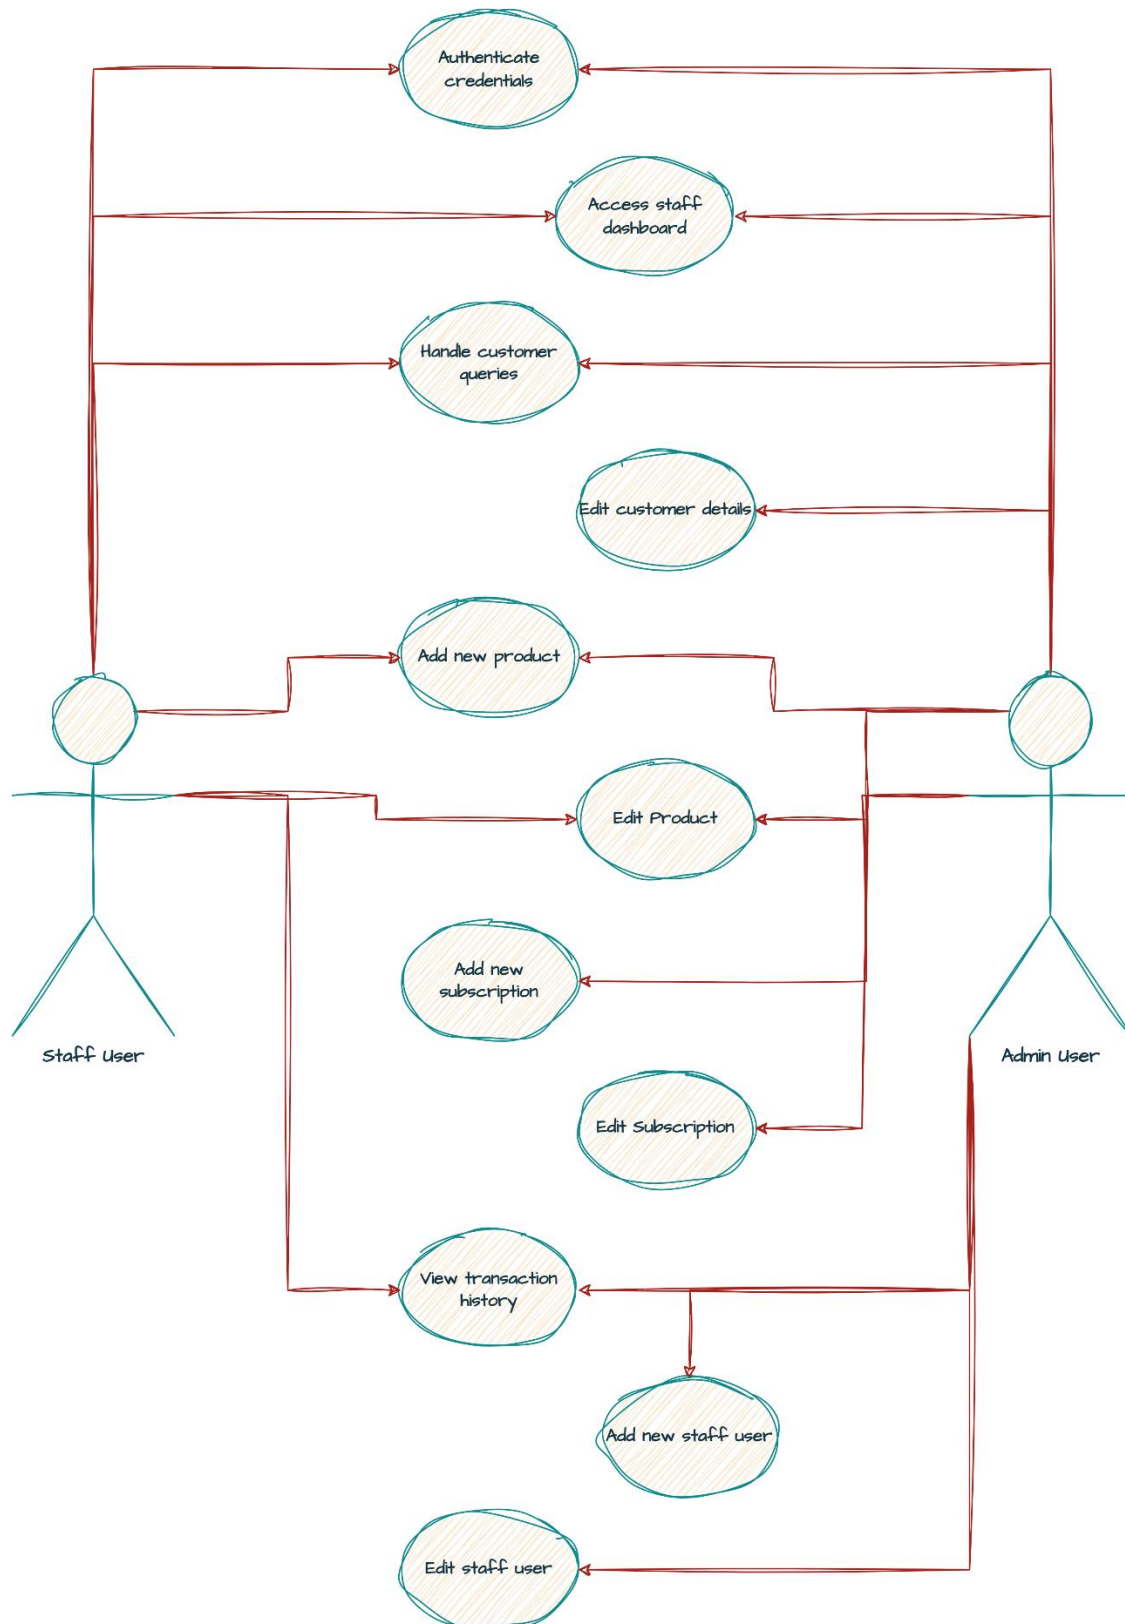 Authenticate
credentials
Access staff
dashboard
Handle customer
queries
Edit customer details
Add new product
Edit Product
Add new
subscription
Staff User
Admin User
Edit Subscription
View transaction
history
Add new staff user
Edit staff user